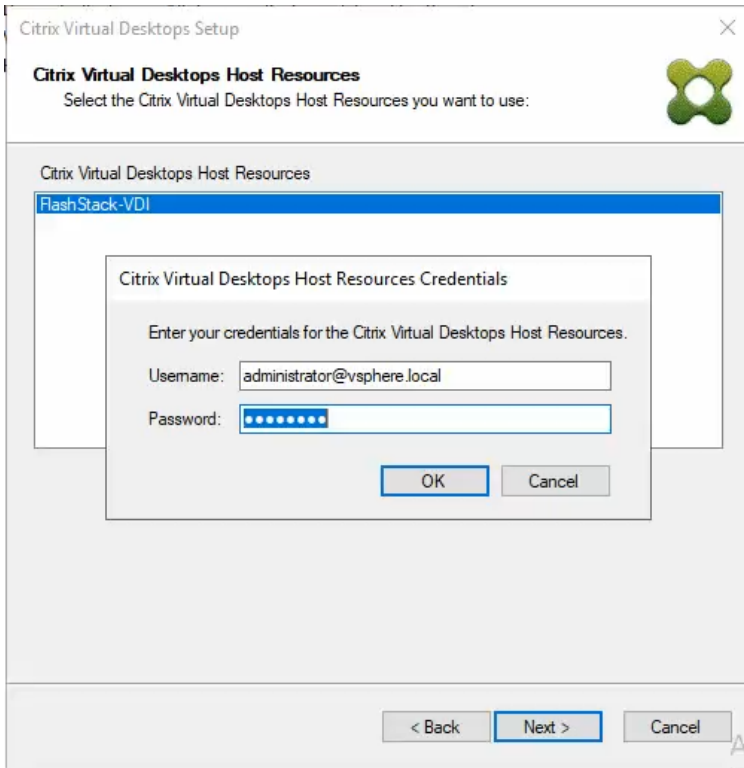 Citrix Virtual Desktops Setup
Citrix Virtual Desktops Host Resources
Select the Citrix Virtual Desktops Host Resources you want to use:
Citrix Virtual Desktops Host Resources
FlashStack-VDI
Citrix Virtual Desktops Host Resources Credentials
Enter your credentials for the Citrix Virtual Desktops Host Resources.
Username: administrator@vsphere.local
Password: ●●●●●●●●
OK Cancel
< Back Next > Cancel